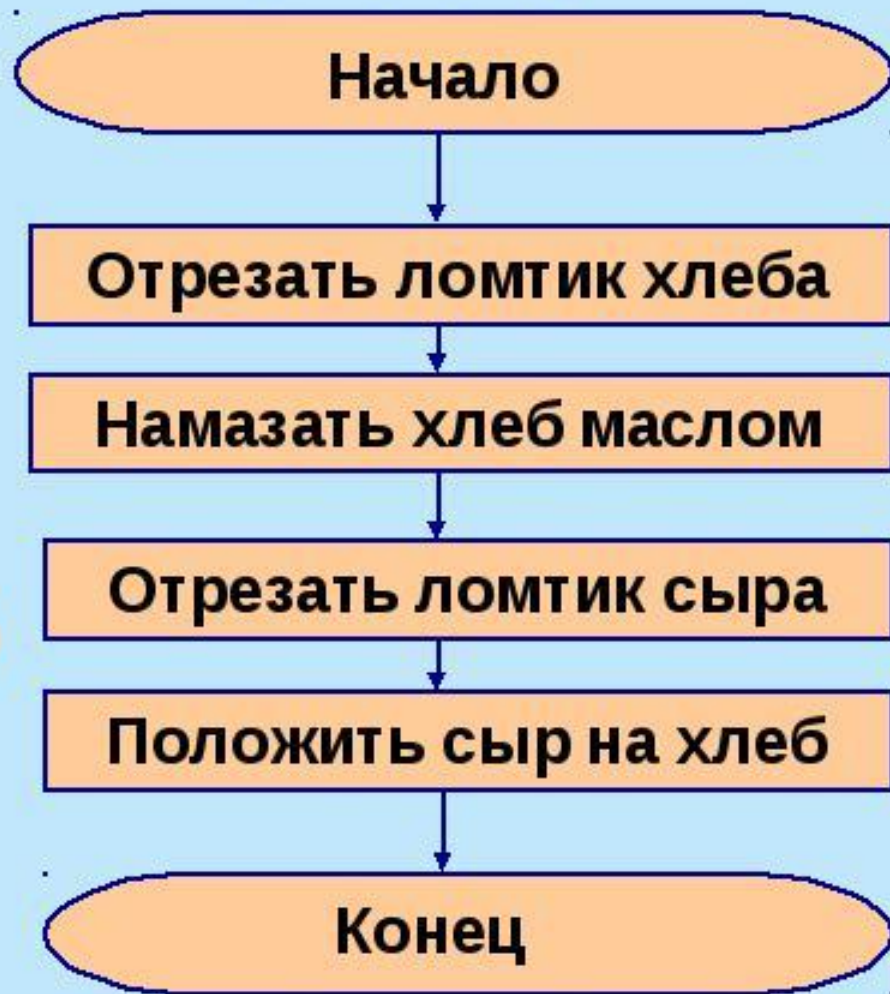 Начало
Отрезать ломтик хлеба
Намазать хлеб маслом
Отрезать ломтик сыра
Положить сыр на хлеб
Конец